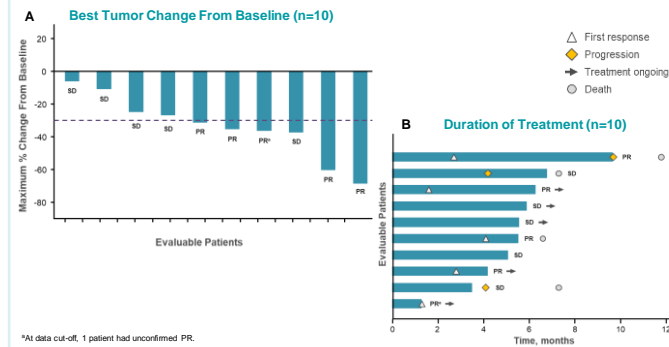 A
Best Tumor Change From Baseline (n=10)
Maximum % Change From Baseline
20
0
-20
-40
-60
-80
SD
SD
SD
SD
PR
PR
PRᵃ
SD
PR
PR
Evaluable Patients
ᵃAt data cut-off, 1 patient had unconfirmed PR.
First response
Progression
Treatment ongoing
Death
B
Duration of Treatment (n=10)
Evaluable Patients
PR
SD
PR
SD
SD
PR
SD
PR
SD
PRᵃ
0
2
4
6
8
10
12
Time, months